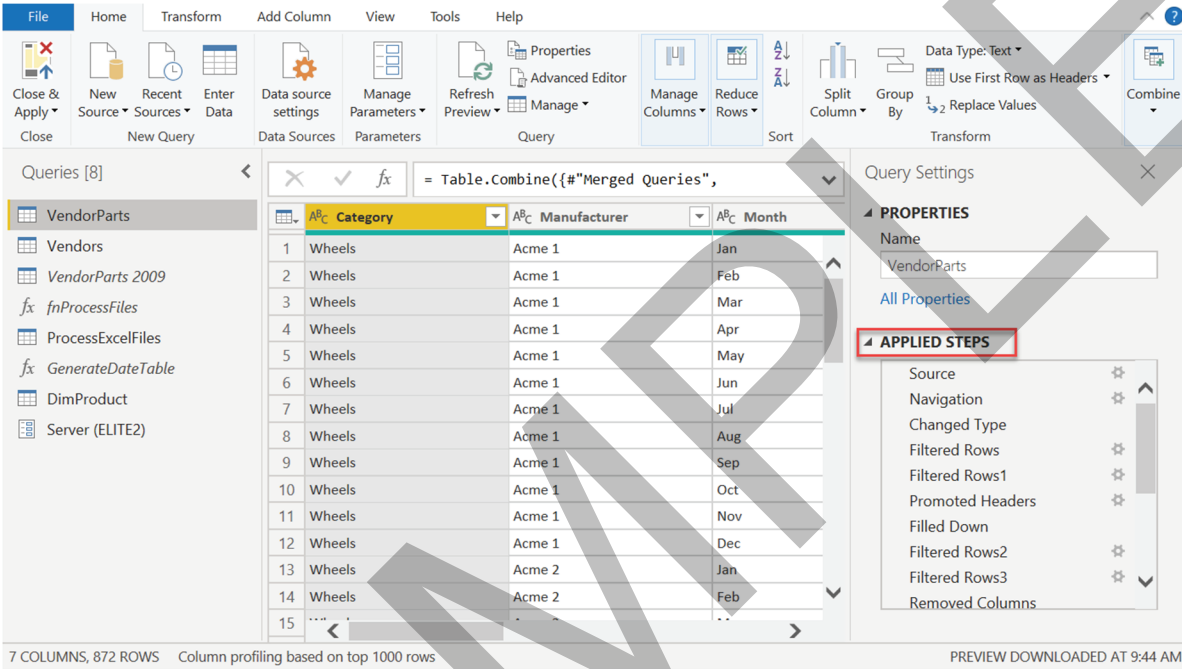 File Home Transform Add Column View Tools Help
Close & Apply
New Source
Recent Sources
Enter Data
Data source settings
Manage Parameters
Refresh Preview
Properties
Advanced Editor
Manage
Manage Columns
Reduce Rows
Split Column
Group By
Data Type: Text
Use First Row as Headers
Replace Values
Combine
Close New Query Data Sources Parameters Query Sort Transform
Queries [8]
VendorParts
Vendors
VendorParts 2009
fx fnProcessFiles
ProcessExcelFiles
fx GenerateDateTable
DimProduct
Server (ELITE2)
fx = Table.Combine({#"Merged Queries",
ABC Category ABC Manufacturer ABC Month
1 Wheels Acme 1 Jan
2 Wheels Acme 1 Feb
3 Wheels Acme 1 Mar
4 Wheels Acme 1 Apr
5 Wheels Acme 1 May
6 Wheels Acme 1 Jun
7 Wheels Acme 1 Jul
8 Wheels Acme 1 Aug
9 Wheels Acme 1 Sep
10 Wheels Acme 1 Oct
11 Wheels Acme 1 Nov
12 Wheels Acme 1 Dec
13 Wheels Acme 2 Jan
14 Wheels Acme 2 Feb
15
Query Settings
PROPERTIES
Name
VendorParts
All Properties
APPLIED STEPS
Source
Navigation
Changed Type
Filtered Rows
Filtered Rows1
Promoted Headers
Filled Down
Filtered Rows2
Filtered Rows3
Removed Columns
7 COLUMNS, 872 ROWS Column profiling based on top 1000 rows PREVIEW DOWNLOADED AT 9:44 AM